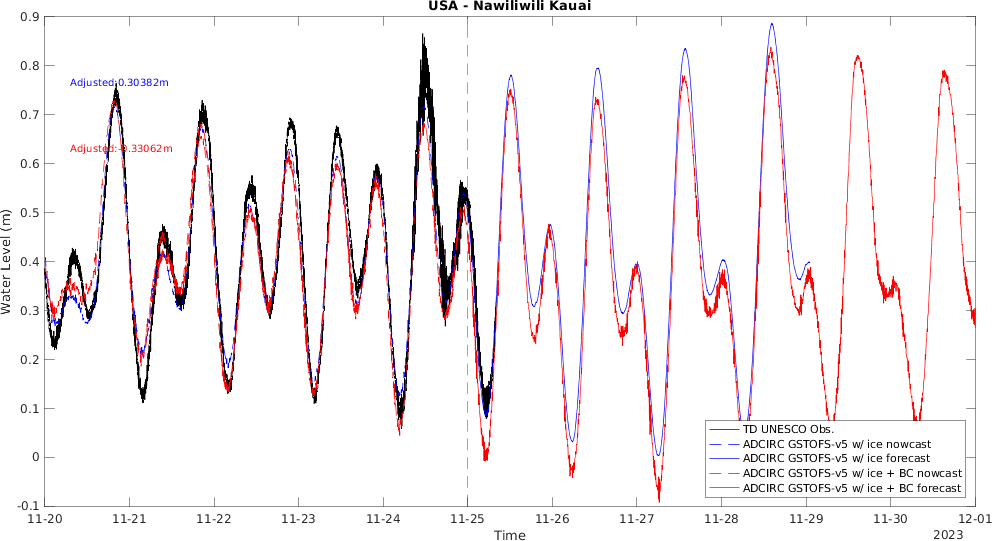 USA - Nawiliwili Kauai
0.9
0.8
0.7
0.6
0.5
0.4
0.3
0.2
0.1
0
-0.1
Water Level (m)
Adjusted:0.30382m
Adjusted:-0.33062m
TD UNESCO Obs.
ADCIRC GSTOFS-v5 w/ ice nowcast
ADCIRC GSTOFS-v5 w/ ice forecast
ADCIRC GSTOFS-v5 w/ ice + BC nowcast
ADCIRC GSTOFS-v5 w/ ice + BC forecast
11-20 11-21 11-22 11-23 11-24 11-25 11-26 11-27 11-28 11-29 11-30 12-01
Time
2023